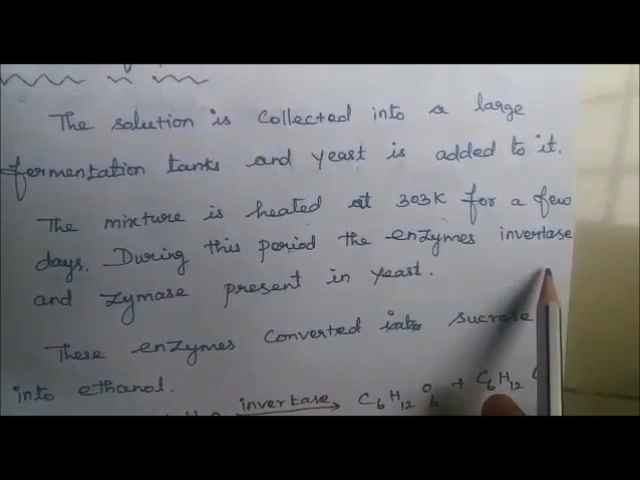 The solution is collected into a large
fermentation tanks and yeast is added to it.
The mixture is heated at 303K for a few
days. During this period the enzymes invertase
and zymase present in yeast.
These enzymes converted into sucrose
into ethanol.
invertase
C6H12O6 + C6H12